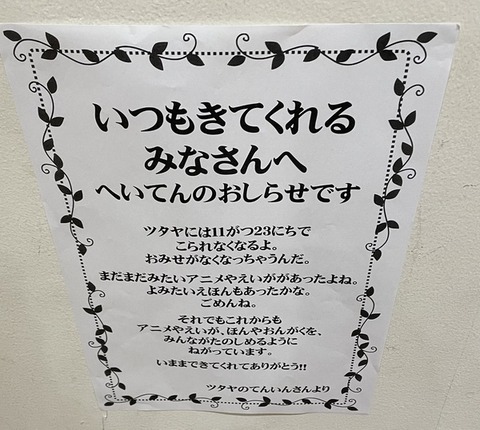 いつもきてくれる
みなさんへ
へいてんのおしらせです
ツタヤには11がつ23にちで
こられなくなるよ。
おみせがなくなっちゃうんだ。
まだまだみたいアニメやえいががあったよね。
よみたいえほんもあったかな。
ごめんね。
それでもこれからも
アニメやえいが、ほんやおんがくを、
みんながたのしめるように
ねがっています。
いままできてくれてありがとう!!
ツタヤのてんいんさんより